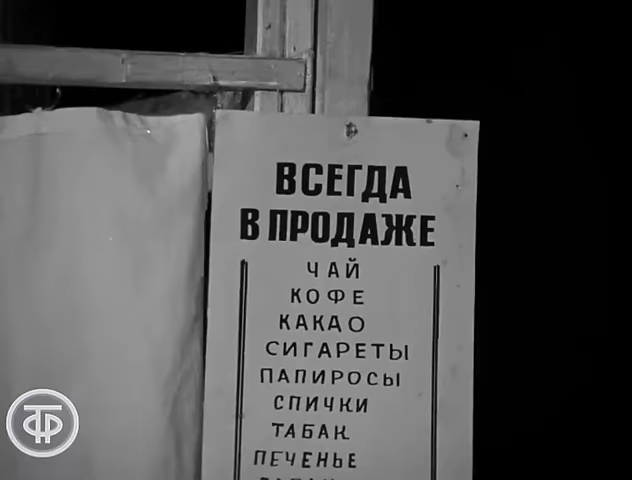 ВСЕГДА
В ПРОДАЖЕ
ЧАЙ
КОФЕ
КАКАО
СИГАРЕТЫ
ПАПИРОСЫ
СПИЧКИ
ТАБАК
ПЕЧЕНЬЕ